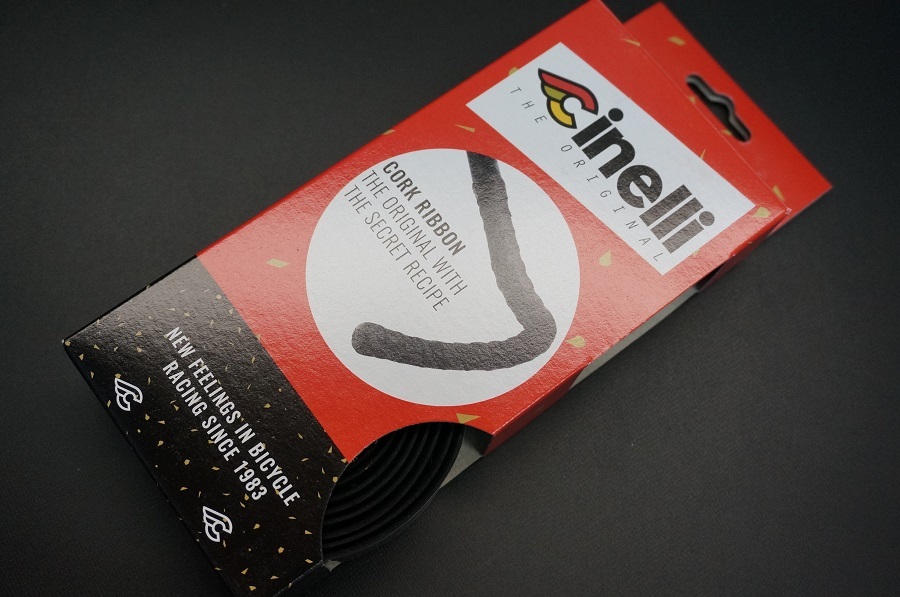 Cinelli
THE ORIGINAL
CORK RIBBON
THE ORIGINAL WITH
THE SECRET RECIPE
NEW FEELINGS IN BICYCLE
RACING SINCE 1983